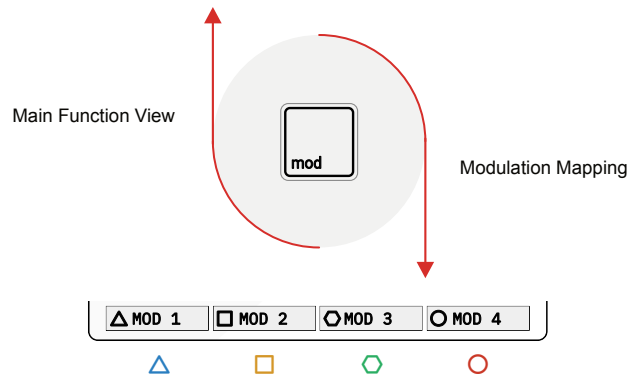 Main Function View
mod
Modulation Mapping
MOD 1
MOD 2
MOD 3
MOD 4